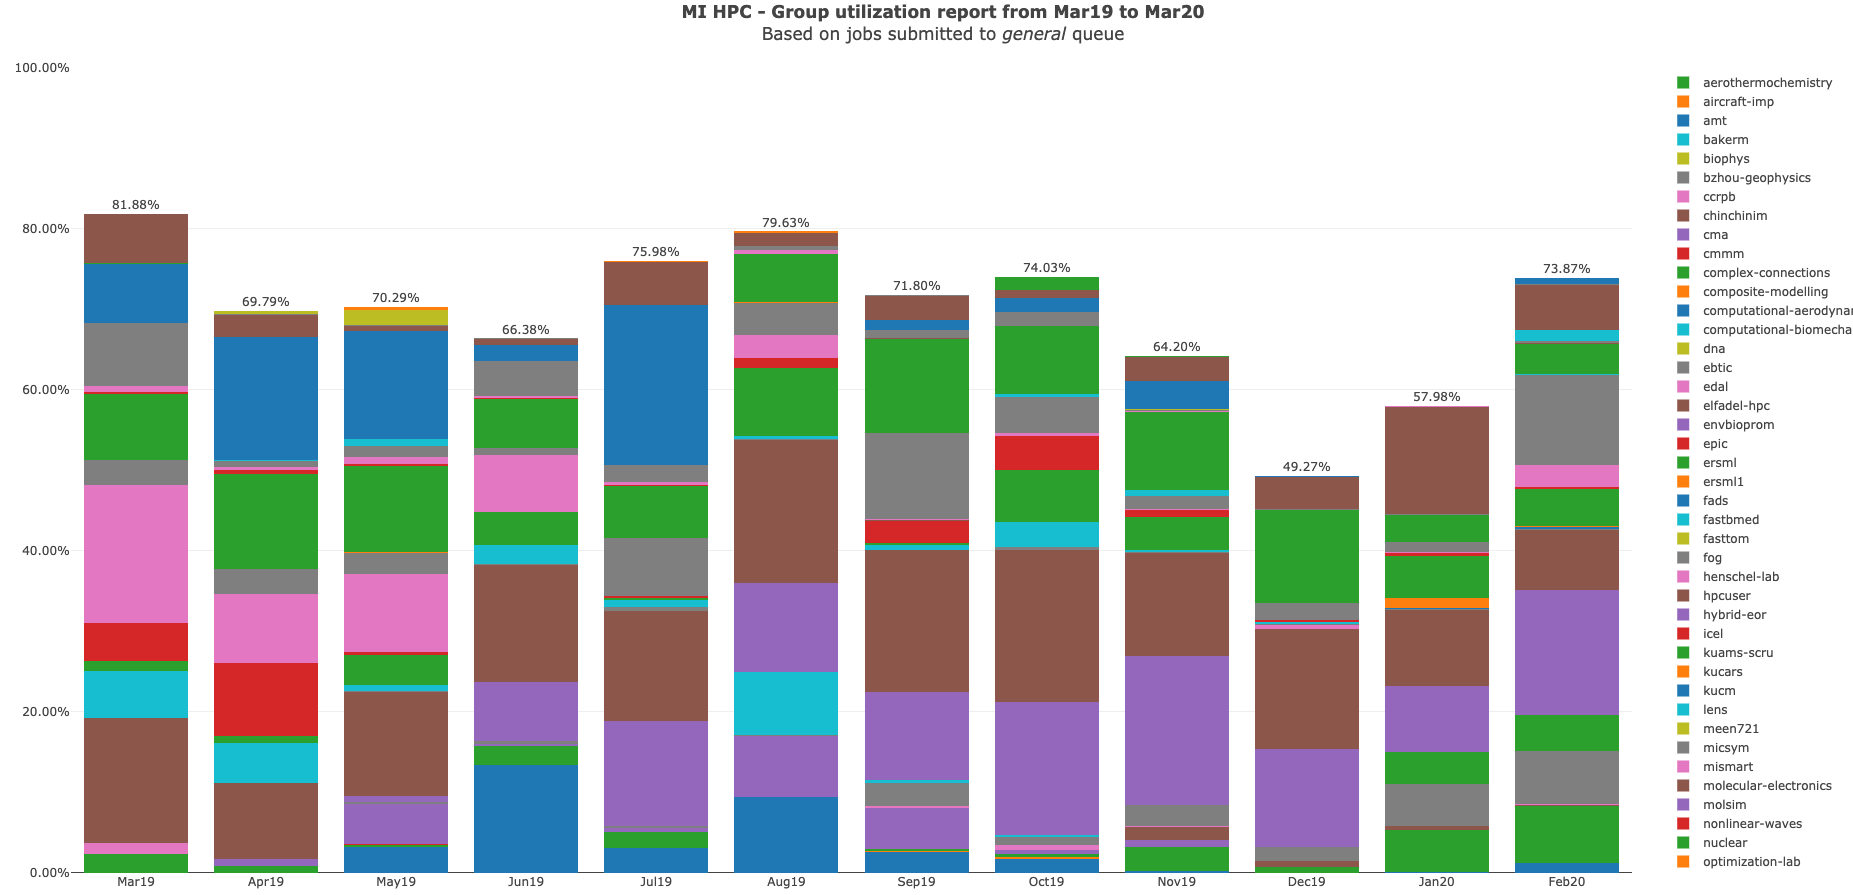 MI HPC - Group utilization report from Mar19 to Mar20
Based on jobs submitted to general queue
100.00%
80.00%
60.00%
40.00%
20.00%
0.00%
81.88%
69.79%
70.29%
66.38%
75.98%
79.63%
71.80%
74.03%
64.20%
49.27%
57.98%
73.87%
Mar19
Apr19
May19
Jun19
Jul19
Aug19
Sep19
Oct19
Nov19
Dec19
Jan20
Feb20
aerothermochemistry
aircraft-imp
amt
bakerm
biophys
bzhou-geophysics
ccrpb
chinchinim
cma
cmmm
complex-connections
composite-modelling
computational-aerodynar
computational-biomecha
dna
ebtic
edal
elfadel-hpc
envbioprom
epic
ersml
ersml1
fads
fastbmed
fasttom
fog
henschel-lab
hpcuser
hybrid-eor
icel
kuams-scru
kucars
kucm
lens
meen721
micsym
mismart
molecular-electronics
molsim
nonlinear-waves
nuclear
optimization-lab